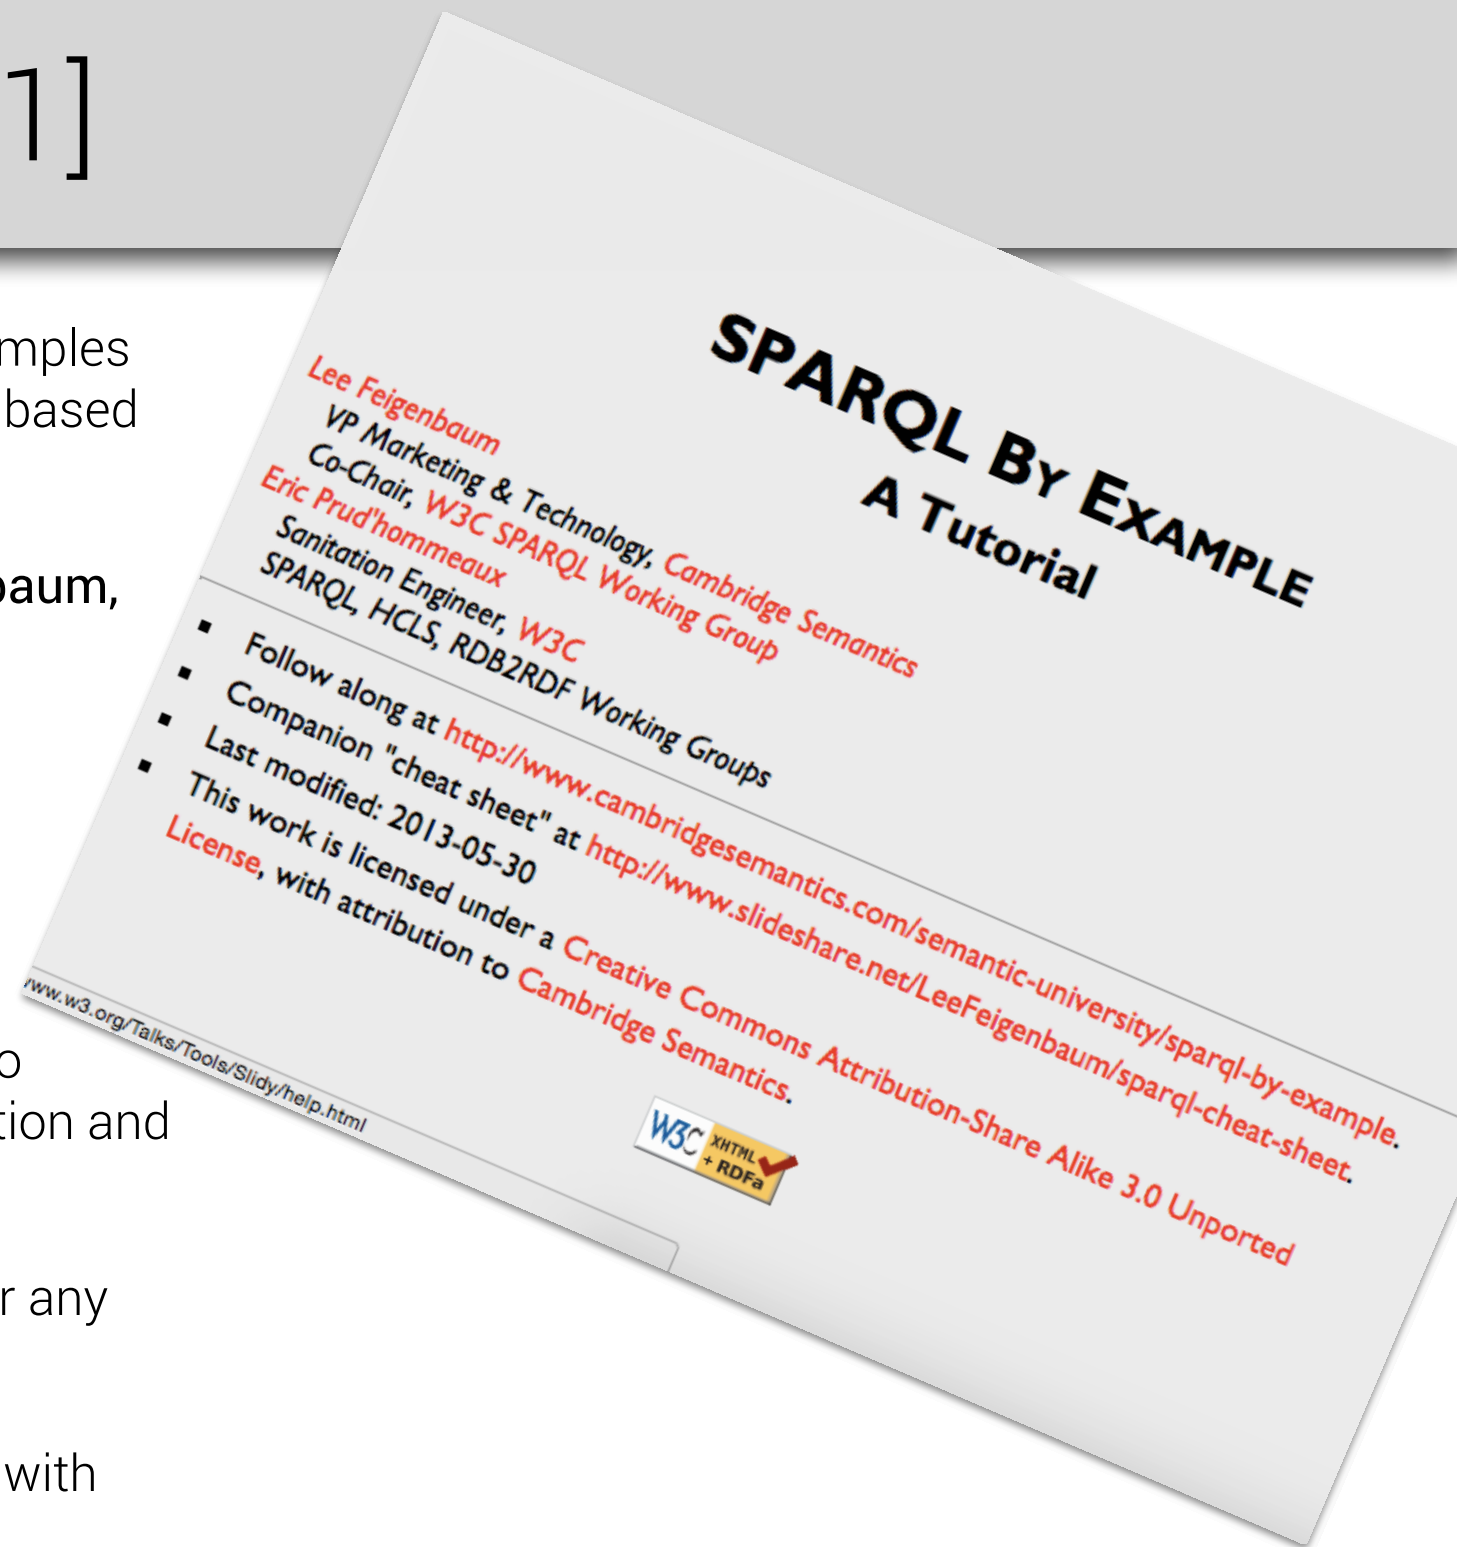 1]
mples
based
baum,
o
tion and
r any
with
SPARQL BY EXAMPLE
A Tutorial
Lee Feigenbaum
VP Marketing & Technology, Cambridge Semantics
Co-Chair, W3C SPARQL Working Group
Eric Prud'hommeaux
Sanitation Engineer, W3C
SPARQL, HCLS, RDB2RDF Working Groups
▪ Follow along at http://www.cambridgesemantics.com/semantic-university/sparql-by-example.
▪ Companion "cheat sheet" at http://www.slideshare.net/LeeFeigenbaum/sparql-cheat-sheet.
▪ Last modified: 2013-05-30
▪ This work is licensed under a Creative Commons Attribution-Share Alike 3.0 Unported
License, with attribution to Cambridge Semantics.
W3C XHTML
+ RDFa
www.w3.org/Talks/Tools/Slidy/help.html